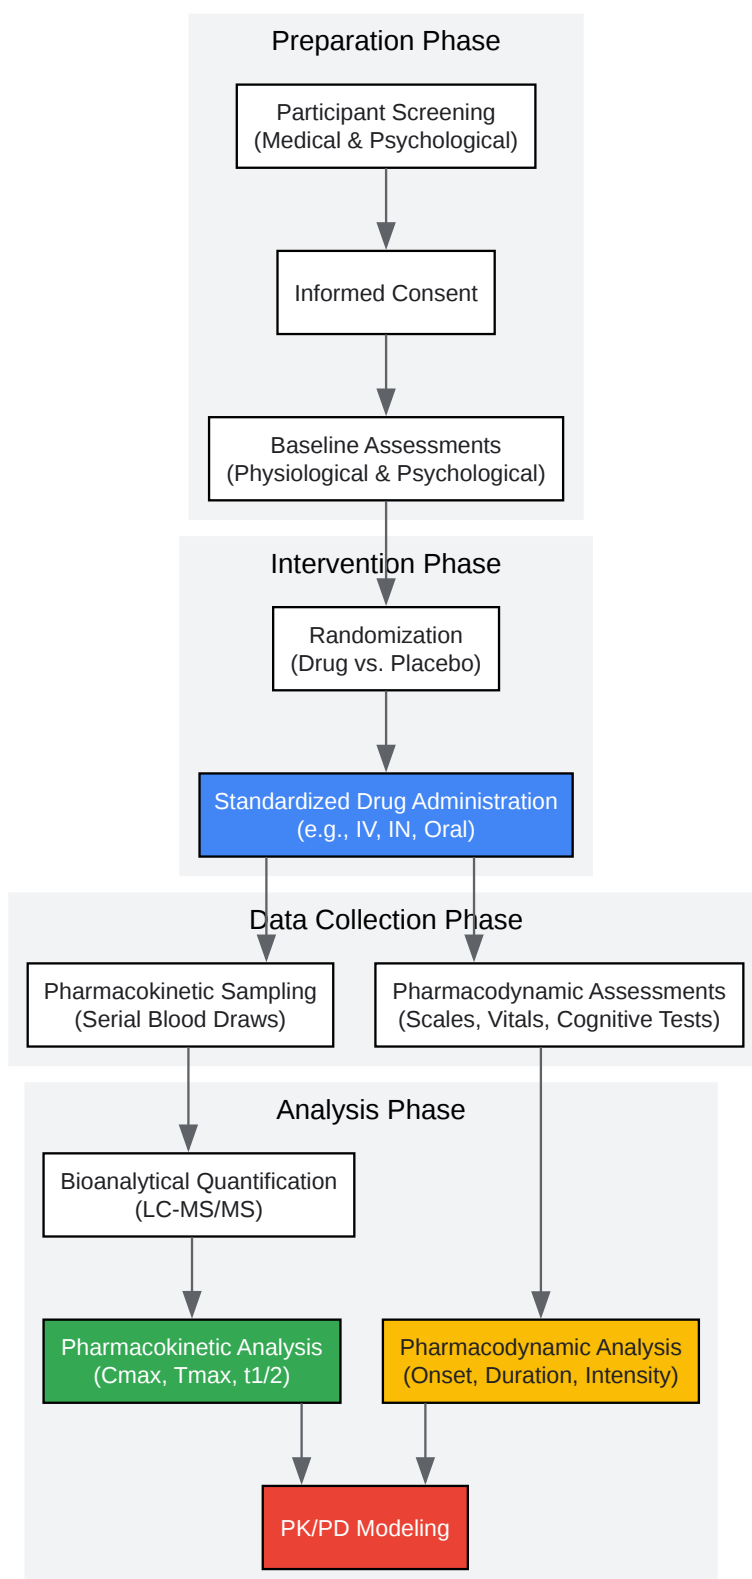 Preparation Phase
Participant Screening
(Medical & Psychological)
Informed Consent
Baseline Assessments
(Physiological & Psychological)
Intervention Phase
Randomization
(Drug vs. Placebo)
Standardized Drug Administration
(e.g., IV, IN, Oral)
Data Collection Phase
Pharmacokinetic Sampling
(Serial Blood Draws)
Pharmacodynamic Assessments
(Scales, Vitals, Cognitive Tests)
Analysis Phase
Bioanalytical Quantification
(LC-MS/MS)
Pharmacokinetic Analysis
(Cmax, Tmax, t1/2)
Pharmacodynamic Analysis
(Onset, Duration, Intensity)
PK/PD Modeling